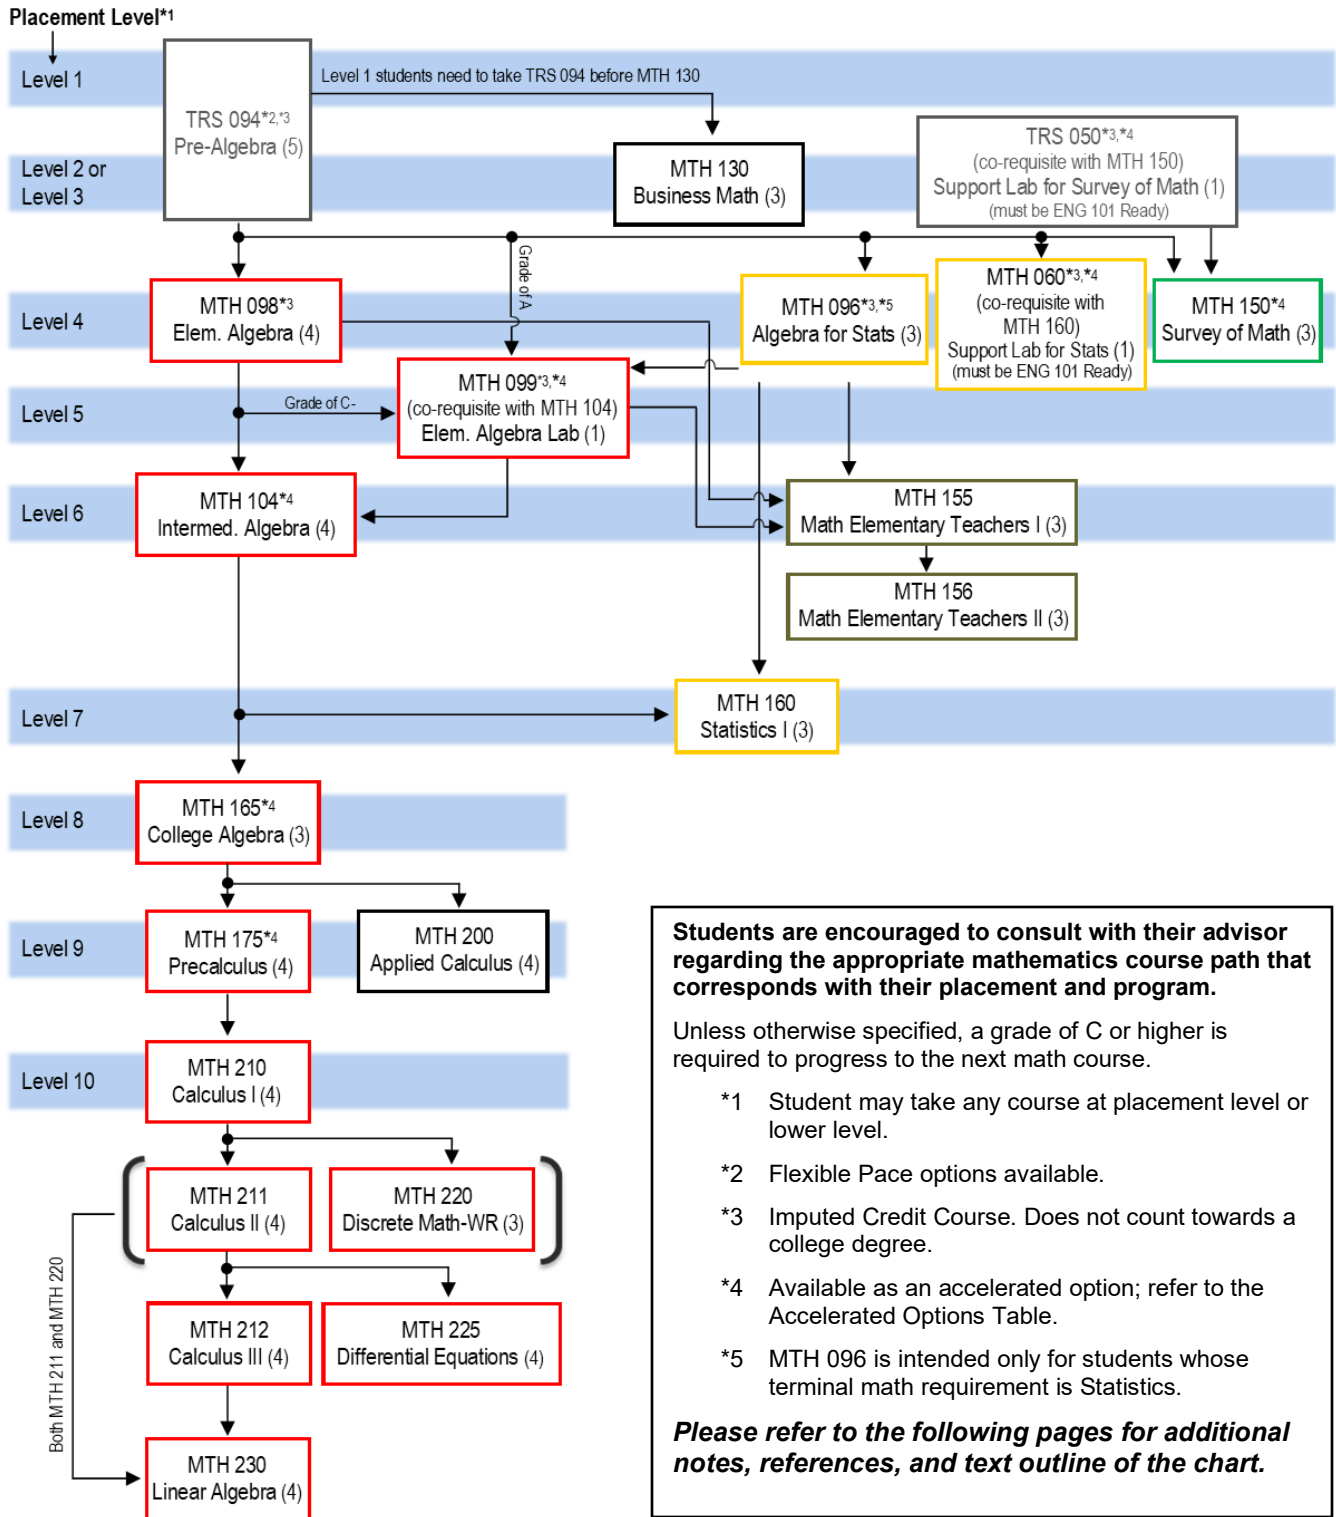 Placement Level*1
Level 1
Level 1 students need to take TRS 094 before MTH 130
TRS 094*2,*3
Pre-Algebra (5)
Level 2 or
Level 3
MTH 130
Business Math (3)
TRS 050*3,*4
(co-requisite with MTH 150)
Support Lab for Survey of Math (1)
(must be ENG 101 Ready)
Grade of A
Level 4
MTH 098*3
Elem. Algebra (4)
MTH 096*3,*5
Algebra for Stats (3)
MTH 060*3,*4
(co-requisite with
MTH 160)
Support Lab for Stats (1)
(must be ENG 101 Ready)
MTH 150*4
Survey of Math (3)
Level 5
Grade of C-
MTH 099*3,*4
(co-requisite with MTH 104)
Elem. Algebra Lab (1)
Level 6
MTH 104*4
Intermed. Algebra (4)
MTH 155
Math Elementary Teachers I (3)
MTH 156
Math Elementary Teachers II (3)
Level 7
MTH 160
Statistics I (3)
Level 8
MTH 165*4
College Algebra (3)
Level 9
MTH 175*4
Precalculus (4)
MTH 200
Applied Calculus (4)
Level 10
MTH 210
Calculus I (4)
MTH 211
Calculus II (4)
MTH 220
Discrete Math-WR (3)
Both MTH 211 and MTH 220
MTH 212
Calculus III (4)
MTH 225
Differential Equations (4)
MTH 230
Linear Algebra (4)
Students are encouraged to consult with their advisor
regarding the appropriate mathematics course path that
corresponds with their placement and program.
Unless otherwise specified, a grade of C or higher is
required to progress to the next math course.
*1 Student may take any course at placement level or
lower level.
*2 Flexible Pace options available.
*3 Imputed Credit Course. Does not count towards a
college degree.
*4 Available as an accelerated option; refer to the
Accelerated Options Table.
*5 MTH 096 is intended only for students whose
terminal math requirement is Statistics.
Please refer to the following pages for additional
notes, references, and text outline of the chart.